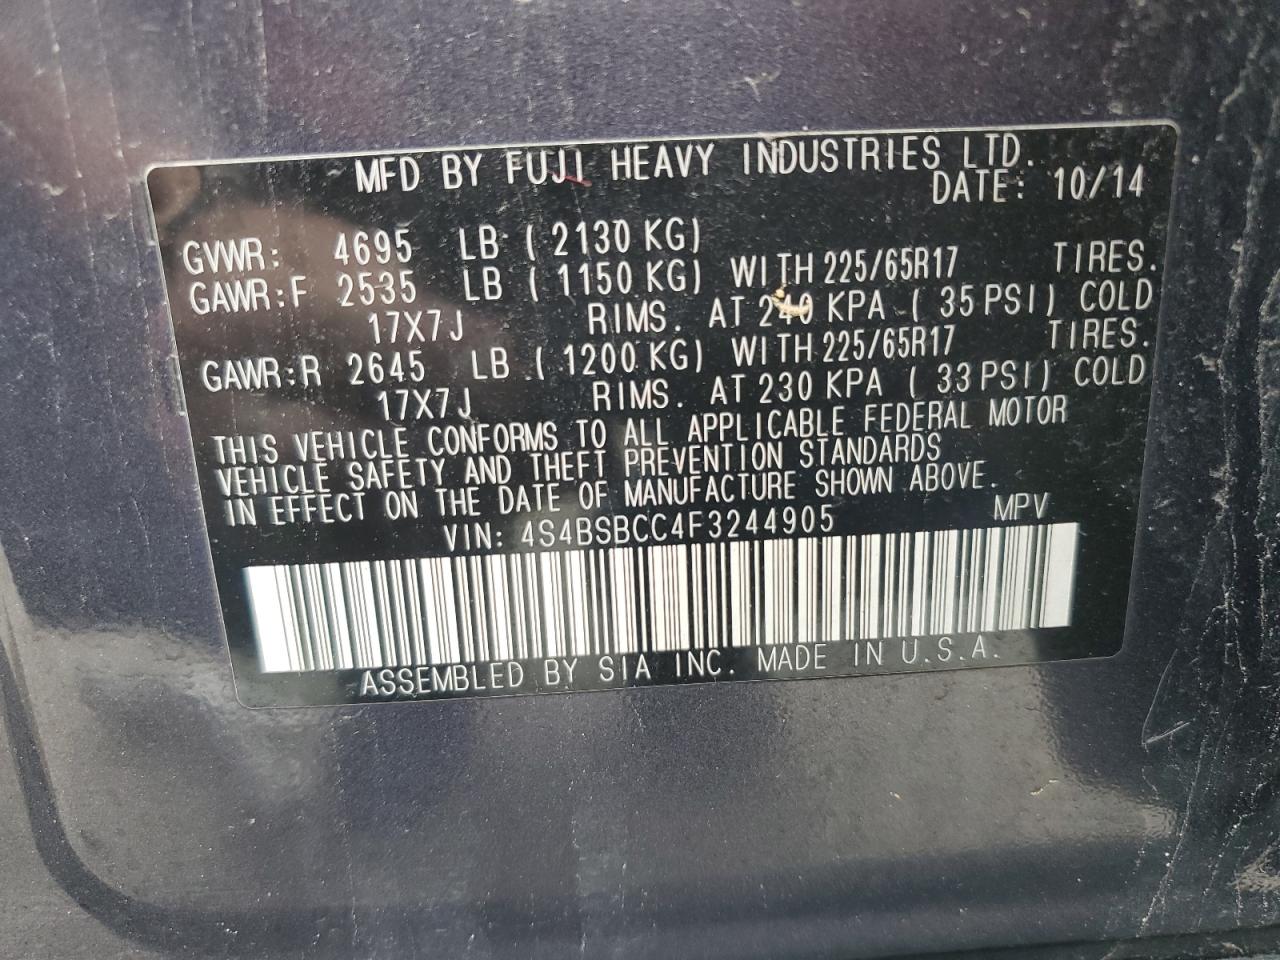 MFD BY FUJI HEAVY INDUSTRIES LTD.
DATE: 10/14
GVWR: 4695 LB ( 2130 KG)
GAWR:F 2535 LB ( 1150 KG) WITH 225/65R17 TIRES.
17X7J RIMS. AT 240 KPA ( 35 PSI) COLD
GAWR:R 2645 LB ( 1200 KG) WITH 225/65R17 TIRES.
17X7J RIMS. AT 230 KPA ( 33 PSI) COLD
THIS VEHICLE CONFORMS TO ALL APPLICABLE FEDERAL MOTOR
VEHICLE SAFETY AND THEFT PREVENTION STANDARDS
IN EFFECT ON THE DATE OF MANUFACTURE SHOWN ABOVE.
VIN: 4S4BSBCC4F3244905 MPV
ASSEMBLED BY SIA INC. MADE IN U.S.A.